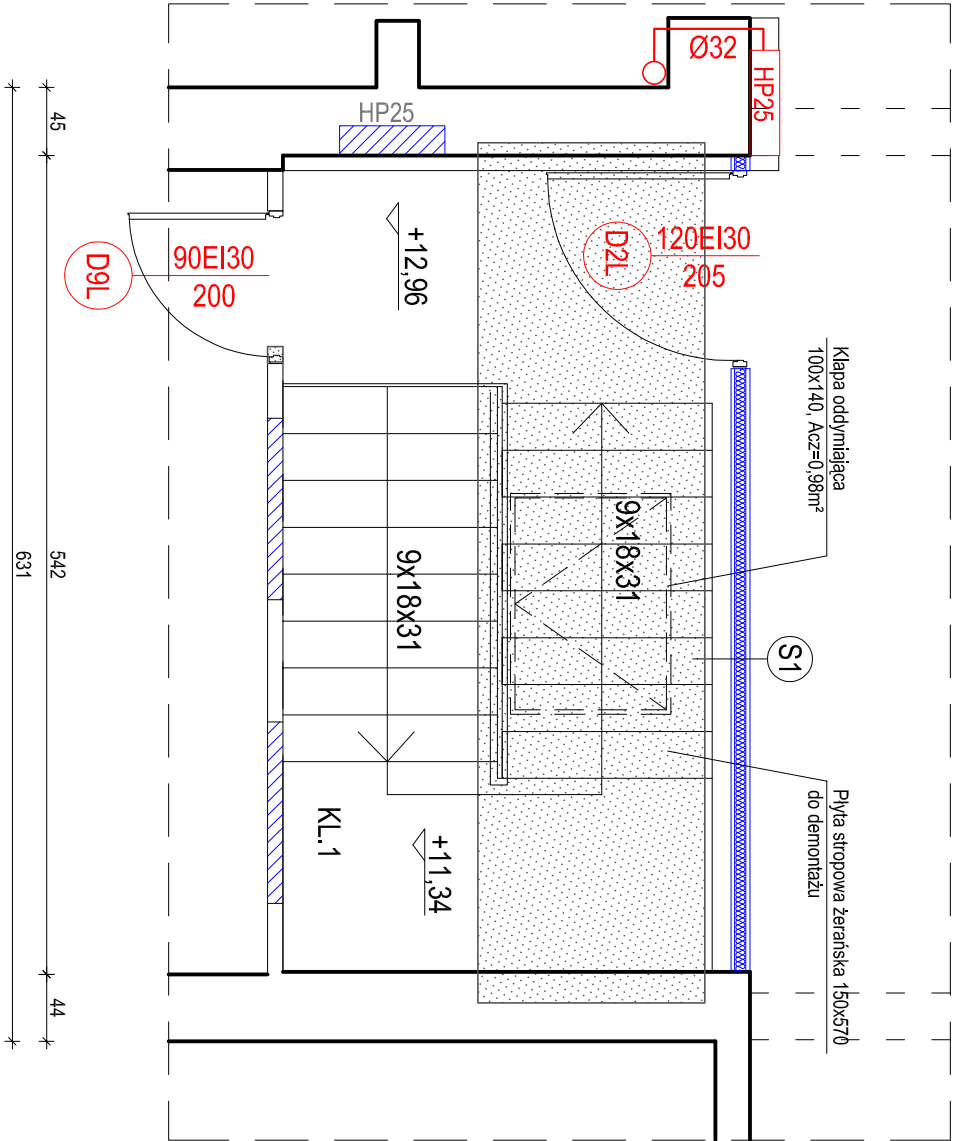 Ø32
HP25
HP25
45
90EI30
200
D9L
+12,96
D2L
120EI30
205
Klapa oddymiająca
100x140, Acz=0,98m²
9x18x31
9x18x31
S1
542
631
KL.1
+11,34
Płyta stropowa żerańska 150x570
do demontażu
44